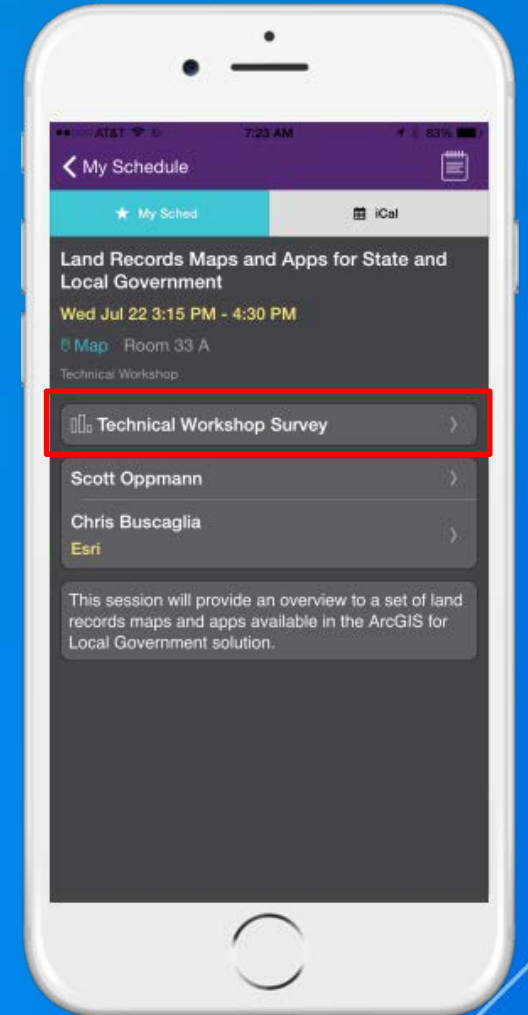 AT&T 7:23 AM 83%
My Schedule
My Sched iCal
Land Records Maps and Apps for State and
Local Government
Wed Jul 22 3:15 PM - 4:30 PM
Map Room 33 A
Technical Workshop
Technical Workshop Survey
Scott Oppmann
Chris Buscaglia
Esri
This session will provide an overview to a set of land
records maps and apps available in the ArcGIS for
Local Government solution.